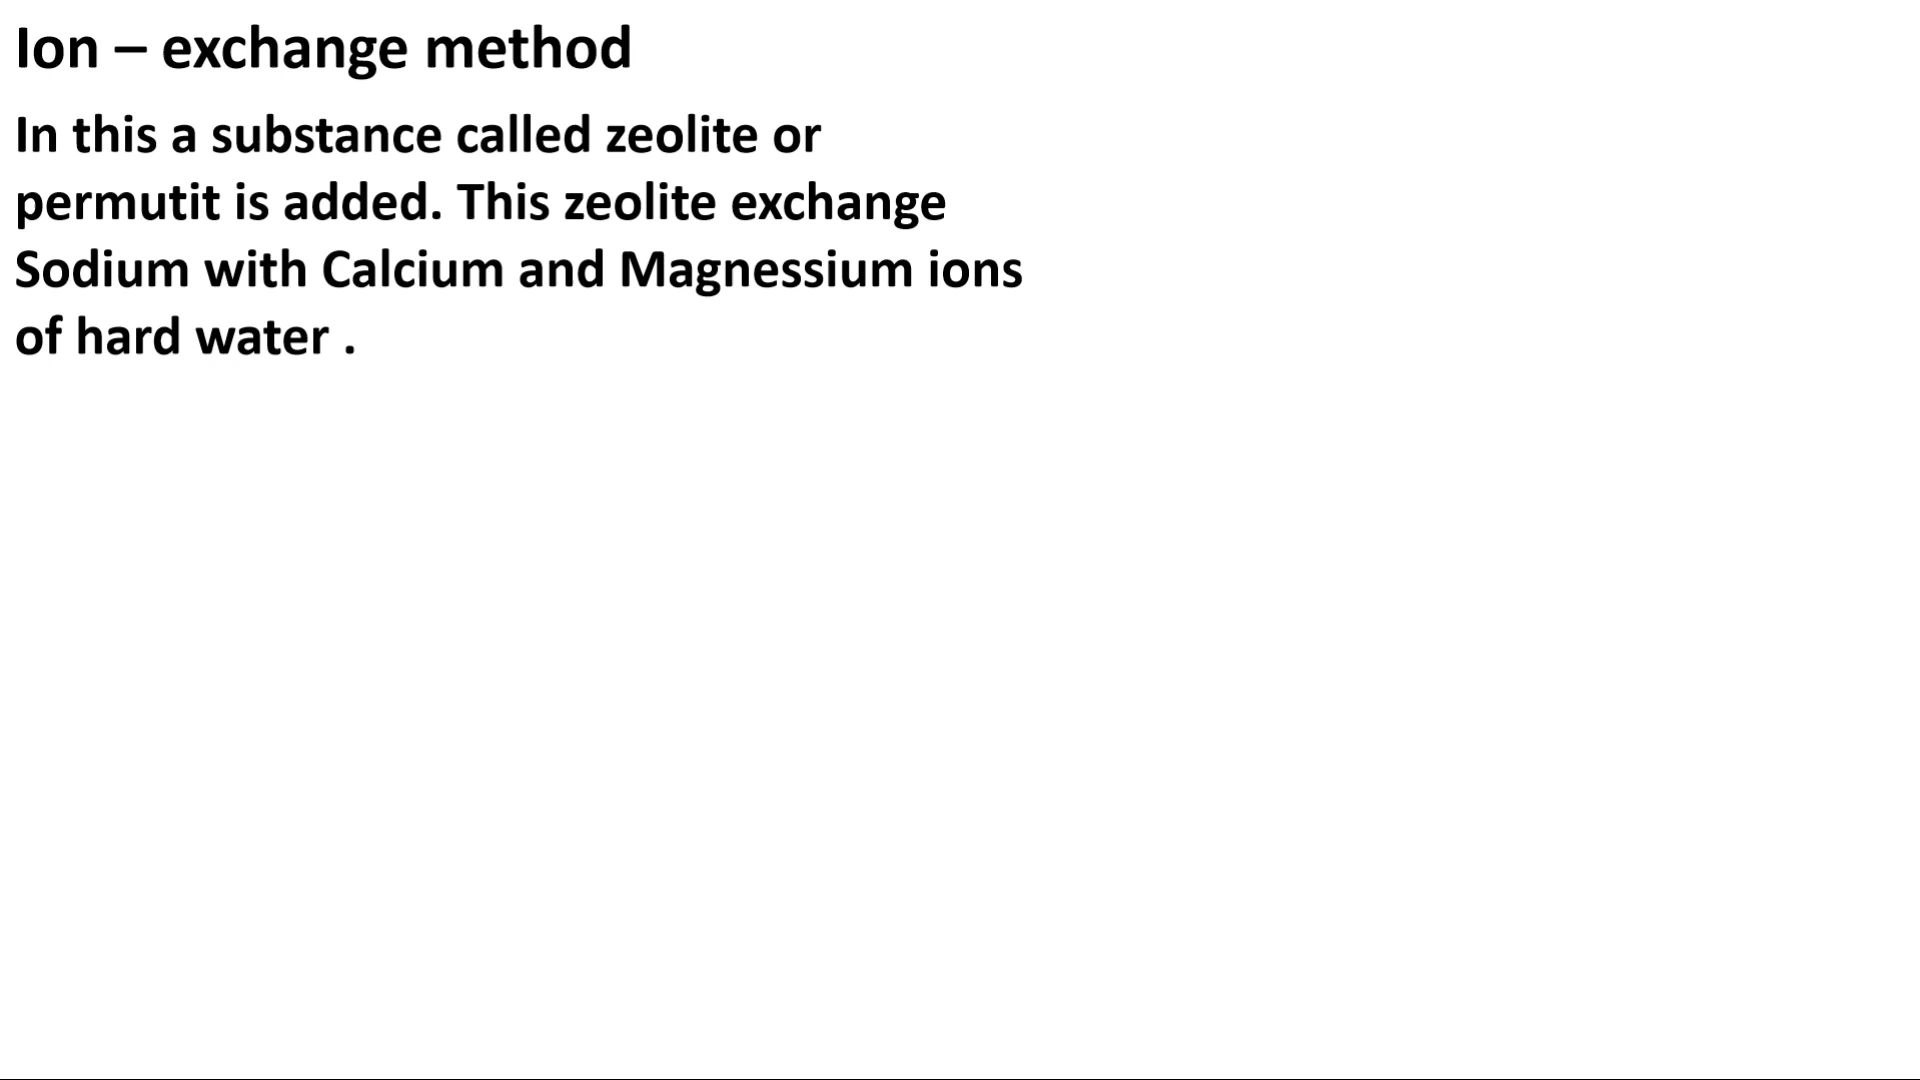 Ion – exchange method
In this a substance called zeolite or
permutit is added. This zeolite exchange
Sodium with Calcium and Magnessium ions
of hard water .